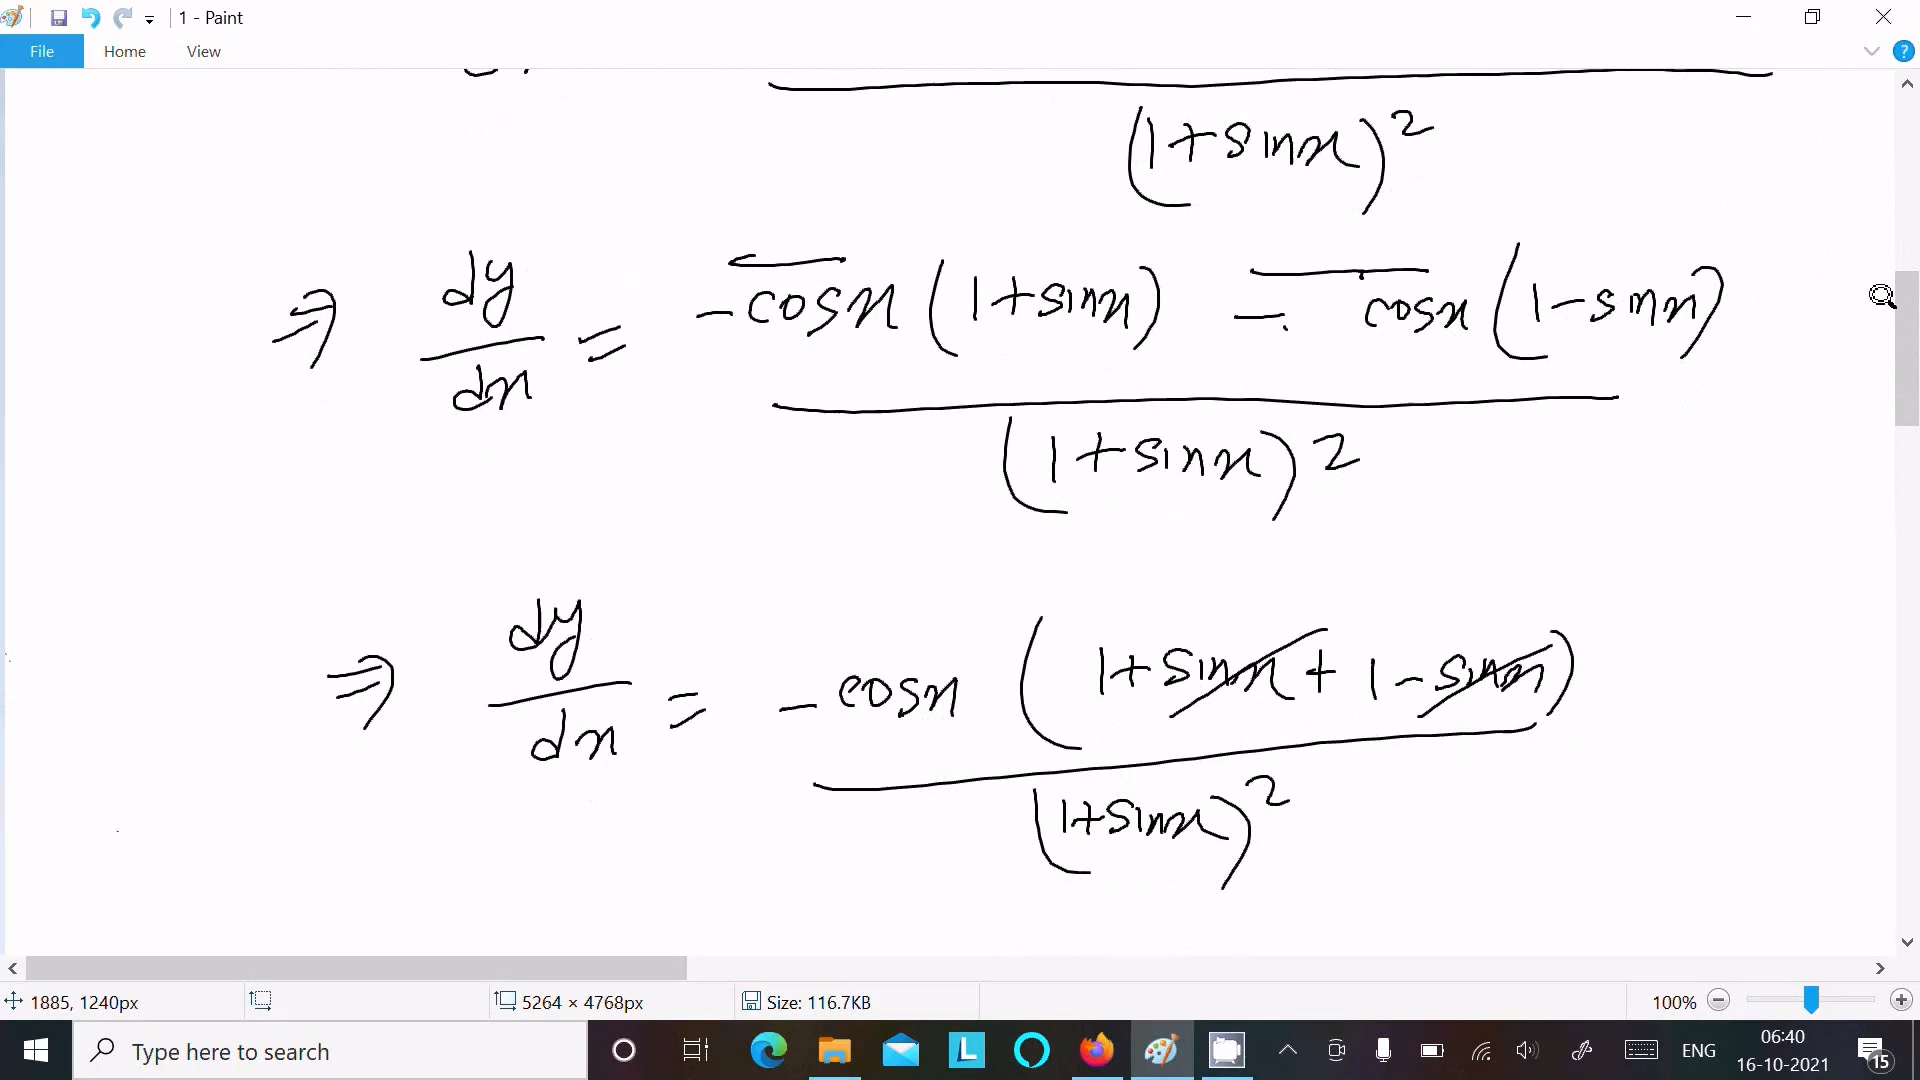 1 - Paint
File Home View
(1+sinx)²
⇒ dy/dx = -cosx(1+sinx) - cosx(1-sinx)
(1+sinx)²
⇒ dy/dx = -cosx (1+sinx+1-sinx)
(1+sinx)²
1885, 1240px 5264 × 4768px Size: 116.7KB 100%
Type here to search
L
ENG
06:40
16-10-2021
15